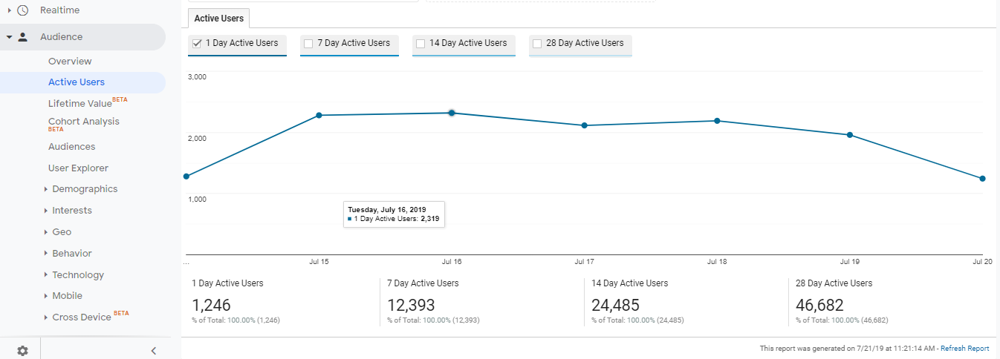 Realtime
Audience
Overview
Active Users
Lifetime Value BETA
Cohort Analysis
BETA
Audiences
User Explorer
Demographics
Interests
Geo
Behavior
Technology
Mobile
Cross Device BETA
Active Users
1 Day Active Users 7 Day Active Users 14 Day Active Users 28 Day Active Users
3,000
2,000
1,000
Tuesday, July 16, 2019
1 Day Active Users: 2,319
... Jul 15 Jul 16 Jul 17 Jul 18 Jul 19 Jul 20
1 Day Active Users 7 Day Active Users 14 Day Active Users 28 Day Active Users
1,246 12,393 24,485 46,682
% of Total: 100.00% (1,246) % of Total: 100.00% (12,393) % of Total: 100.00% (24,485) % of Total: 100.00% (46,682)
This report was generated on 7/21/19 at 11:21:14 AM - Refresh Report